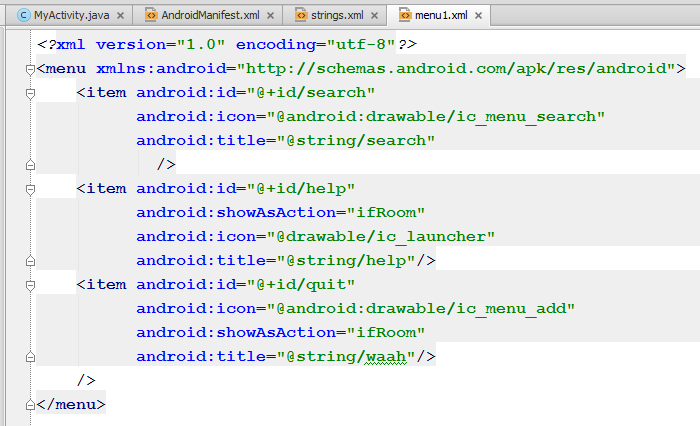 MyActivity.java AndroidManifest.xml strings.xml menu1.xml
<?xml version="1.0" encoding="utf-8"?>
<menu xmlns:android="http://schemas.android.com/apk/res/android">
<item android:id="@+id/search"
android:icon="@android:drawable/ic_menu_search"
android:title="@string/search"
/>
<item android:id="@+id/help"
android:showAsAction="ifRoom"
android:icon="@drawable/ic_launcher"
android:title="@string/help"/>
<item android:id="@+id/quit"
android:icon="@android:drawable/ic_menu_add"
android:showAsAction="ifRoom"
android:title="@string/waah"/>
/>
</menu>